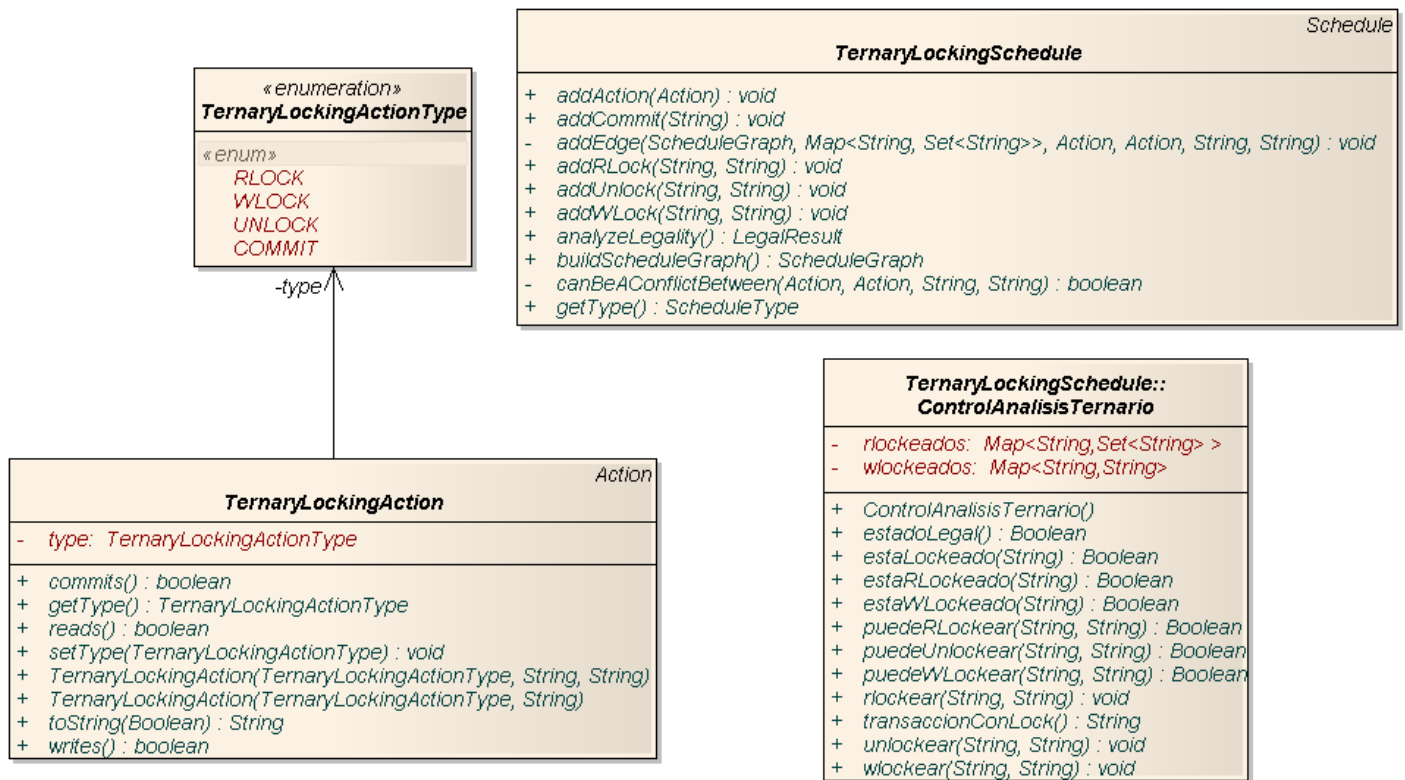 «enumeration»
TernaryLockingActionType
«enum»
RLOCK
WLOCK
UNLOCK
COMMIT
-type
Schedule
TernaryLockingSchedule
+ addAction(Action) : void
+ addCommit(String) : void
- addEdge(ScheduleGraph, Map<String, Set<String>>, Action, Action, String, String) : void
+ addRLock(String, String) : void
+ addUnlock(String, String) : void
+ addWLock(String, String) : void
+ analyzeLegality() : LegalResult
+ buildScheduleGraph() : ScheduleGraph
- canBeAConflictBetween(Action, Action, String, String) : boolean
+ getType() : ScheduleType
Action
TernaryLockingAction
- type: TernaryLockingActionType
+ commits() : boolean
+ getType() : TernaryLockingActionType
+ reads() : boolean
+ setType(TernaryLockingActionType) : void
+ TernaryLockingAction(TernaryLockingActionType, String, String)
+ TernaryLockingAction(TernaryLockingActionType, String)
+ toString(Boolean) : String
+ writes() : boolean
TernaryLockingSchedule::
ControlAnalisisTernario
- rlockeados: Map<String,Set<String> >
- wlockeados: Map<String,String>
+ ControlAnalisisTernario()
+ estadoLegal() : Boolean
+ estaLockeado(String) : Boolean
+ estaRLockeado(String) : Boolean
+ estaWLockeado(String) : Boolean
+ puedeRLockear(String, String) : Boolean
+ puedeUnlockear(String, String) : Boolean
+ puedeWLockear(String, String) : Boolean
+ rlockear(String, String) : void
+ transaccionConLock() : String
+ unlockear(String, String) : void
+ wlockear(String, String) : void